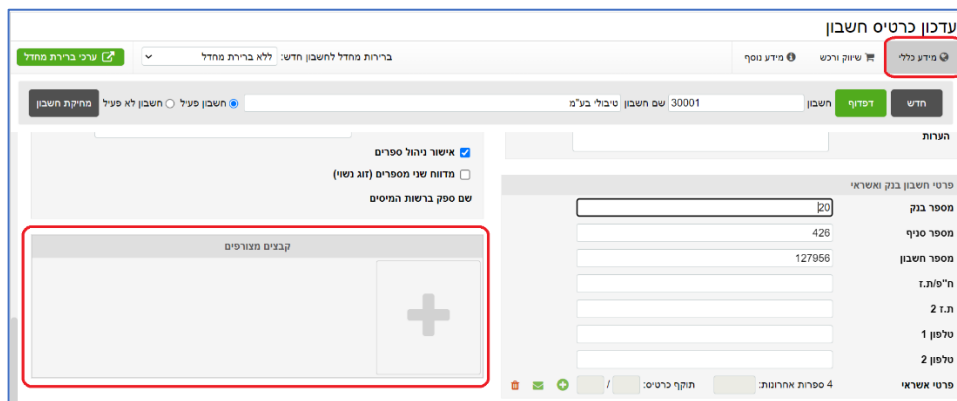 עדכון כרטיס חשבון
מידע כללי שיווק ורכש מידע נוסף ברירות מחדל לחשבון חדש: ללא ברירת מחדל ערכי ברירת מחדל
חדש דפדוף חשבון 30001 שם חשבון טיבולי בע"מ חשבון פעיל חשבון לא פעיל מחיקת חשבון
הערות
אישור ניהול ספרים
מדווח שני מספרים (זוג נשוי)
שם ספק ברשות המיסים
קבצים מצורפים
פרטי חשבון בנק ואשראי
מספר בנק 20
מספר סניף 426
מספר חשבון 127956
ח"פ/ת.ז
ת.ז 2
טלפון 1
טלפון 2
פרטי אשראי 4 ספרות אחרונות: תוקף כרטיס: /